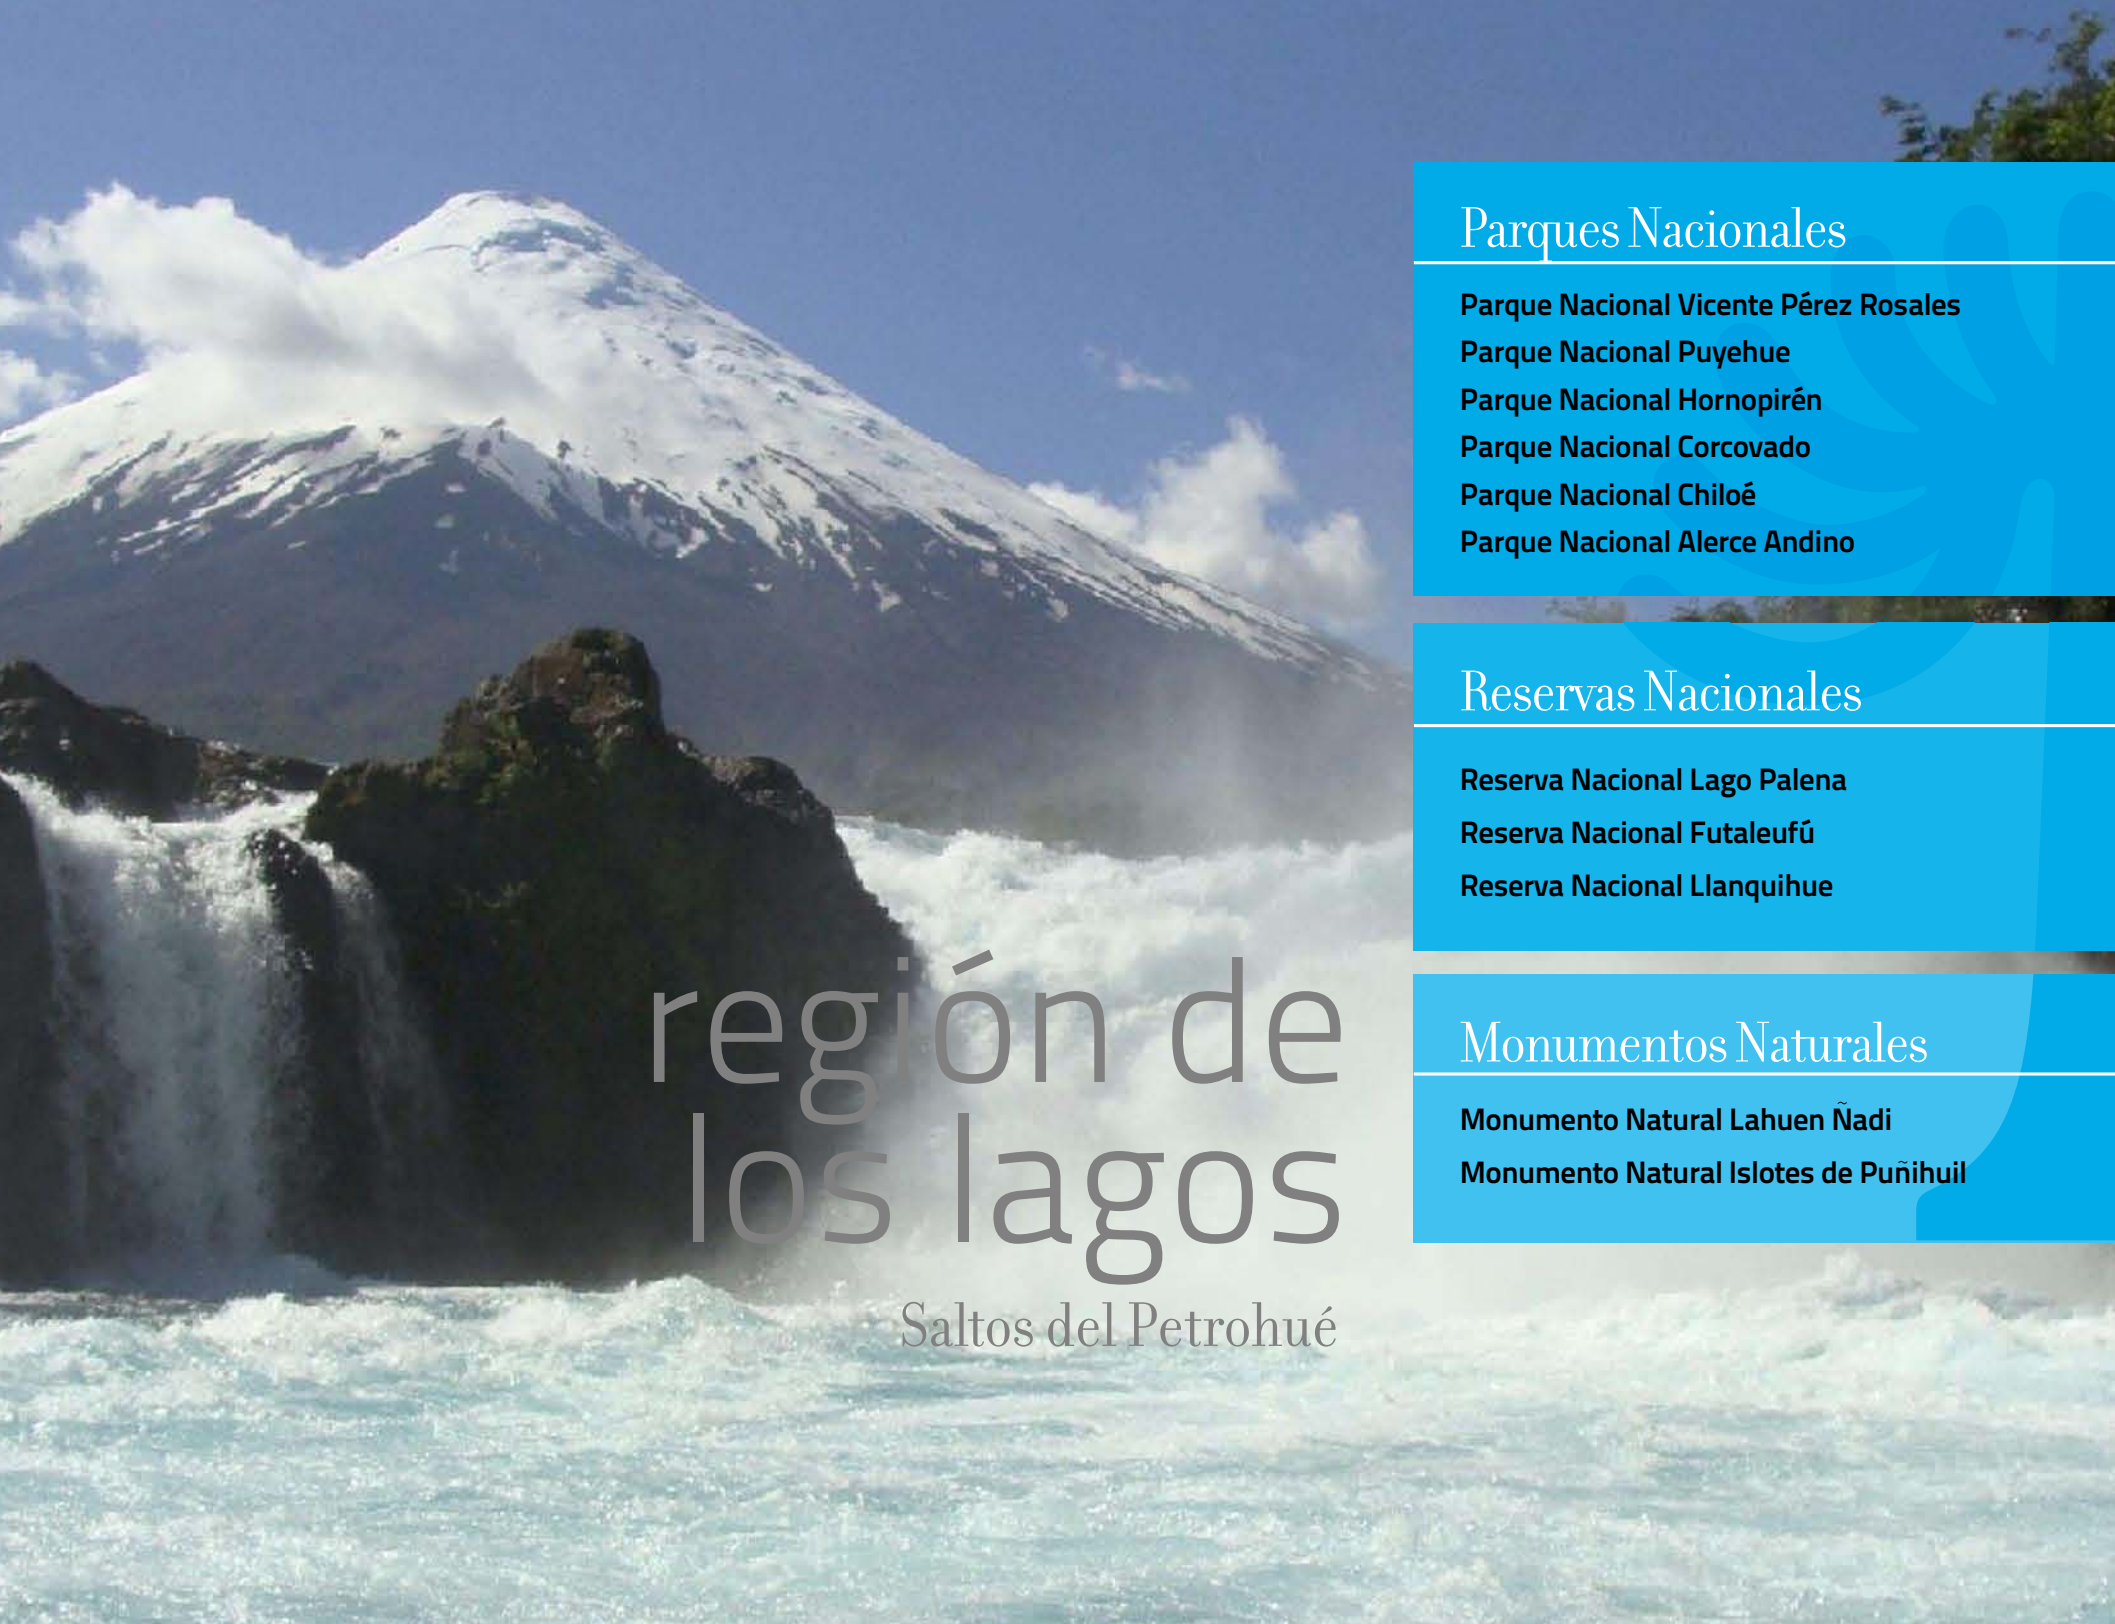 Parques Nacionales
Parque Nacional Vicente Pérez Rosales
Parque Nacional Puyehue
Parque Nacional Hornopirén
Parque Nacional Corcovado
Parque Nacional Chiloé
Parque Nacional Alerce Andino
Reservas Nacionales
Reserva Nacional Lago Palena
Reserva Nacional Futaleufú
Reserva Nacional Llanquihue
Monumentos Naturales
Monumento Natural Lahuen Ñadi
Monumento Natural Islotes de Puñihuil
región de
los lagos
Saltos del Petrohué